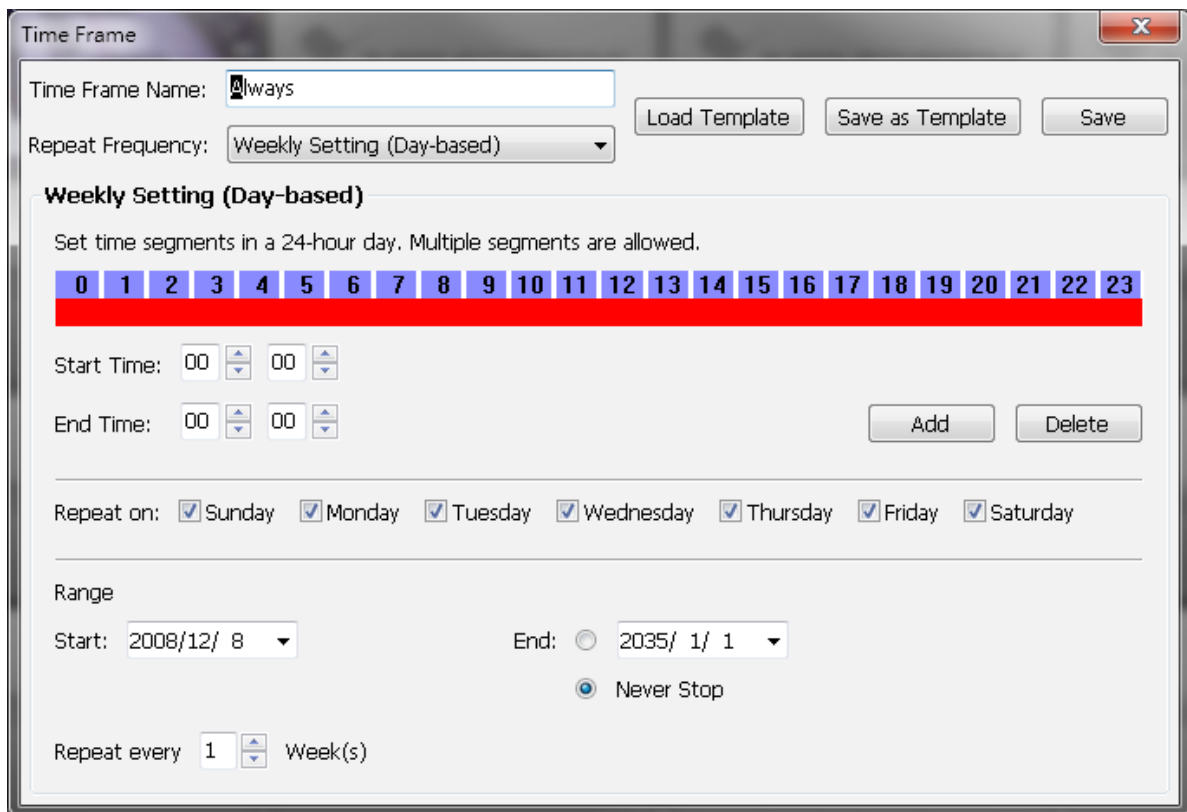 Time Frame
Time Frame Name: Always
Load Template Save as Template Save
Repeat Frequency: Weekly Setting (Day-based)
Weekly Setting (Day-based)
Set time segments in a 24-hour day. Multiple segments are allowed.
0 1 2 3 4 5 6 7 8 9 10 11 12 13 14 15 16 17 18 19 20 21 22 23
Start Time: 00 00
End Time: 00 00 Add Delete
Repeat on: Sunday Monday Tuesday Wednesday Thursday Friday Saturday
Range
Start: 2008/12/ 8 End: 2035/ 1/ 1
Never Stop
Repeat every 1 Week(s)